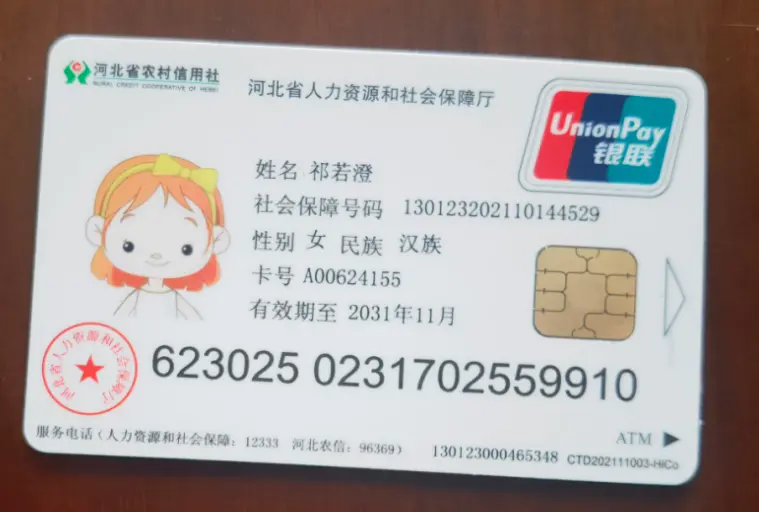 河北省农村信用社
RURAL CREDIT COOPERATIVE OF HEBEI
河北省人力资源和社会保障厅
UnionPay
银联
姓名 祁若澄
社会保障号码 130123202110144529
性别 女 民族 汉族
卡号 A00624155
有效期至 2031年11月
河北省人力资源和社会保障厅
623025 0231702559910
ATM
服务电话（人力资源和社会保障：12333 河北农信：96369） 130123000465348 CTD202111003-HiCo